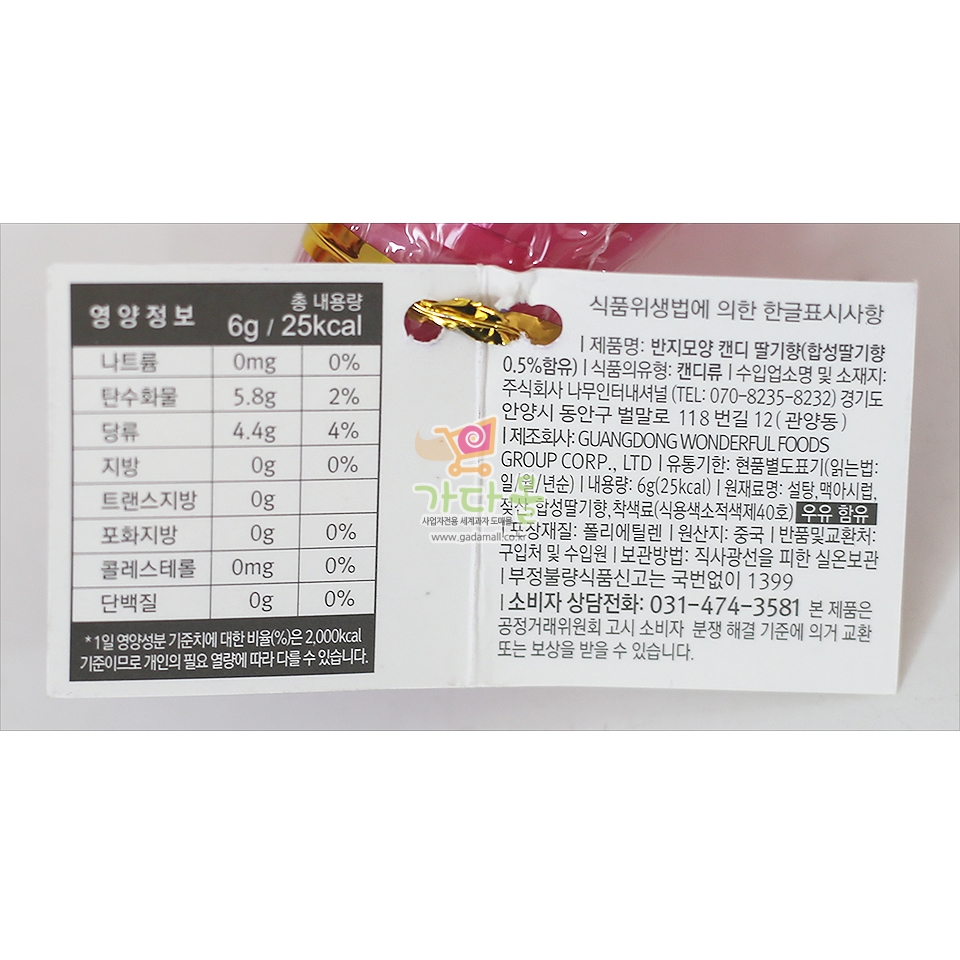 영양정보
총 내용량
6g / 25kcal
나트륨 0mg 0%
탄수화물 5.8g 2%
당류 4.4g 4%
지방 0g 0%
트랜스지방 0g
포화지방 0g 0%
콜레스테롤 0mg 0%
단백질 0g 0%
*1일 영양성분 기준치에 대한 비율(%)은 2,000kcal
기준이므로 개인의 필요 열량에 따라 다를 수 있습니다.
식품위생법에 의한 한글표시사항
| 제품명: 반지모양 캔디 딸기향(합성딸기향
0.5%함유) | 식품의유형: 캔디류 | 수입업소명 및 소재지:
주식회사 나무인터내셔널 (TEL: 070-8235-8232) 경기도
안양시 동안구 벌말로 118 번길 12 ( 관양동 )
| 제조회사: GUANGDONG WONDERFUL FOODS
GROUP CORP., LTD | 유통기한: 현품별도표기(읽는법:
일/월/년순) | 내용량: 6g(25kcal) | 원재료명: 설탕, 맥아시럽,
젖산, 합성딸기향, 착색료(식용색소적색제40호) 우유 함유
| 포장재질: 폴리에틸렌 | 원산지: 중국 | 반품및교환처:
구입처 및 수입원 | 보관방법: 직사광선을 피한 실온보관
| 부정불량식품신고는 국번없이 1399
| 소비자 상담전화: 031-474-3581 본 제품은
공정거래위원회 고시 소비자 분쟁 해결 기준에 의거 교환
또는 보상을 받을 수 있습니다.
가다몰
사업자전용 세계과자 도매몰
www.gadamall.co.kr